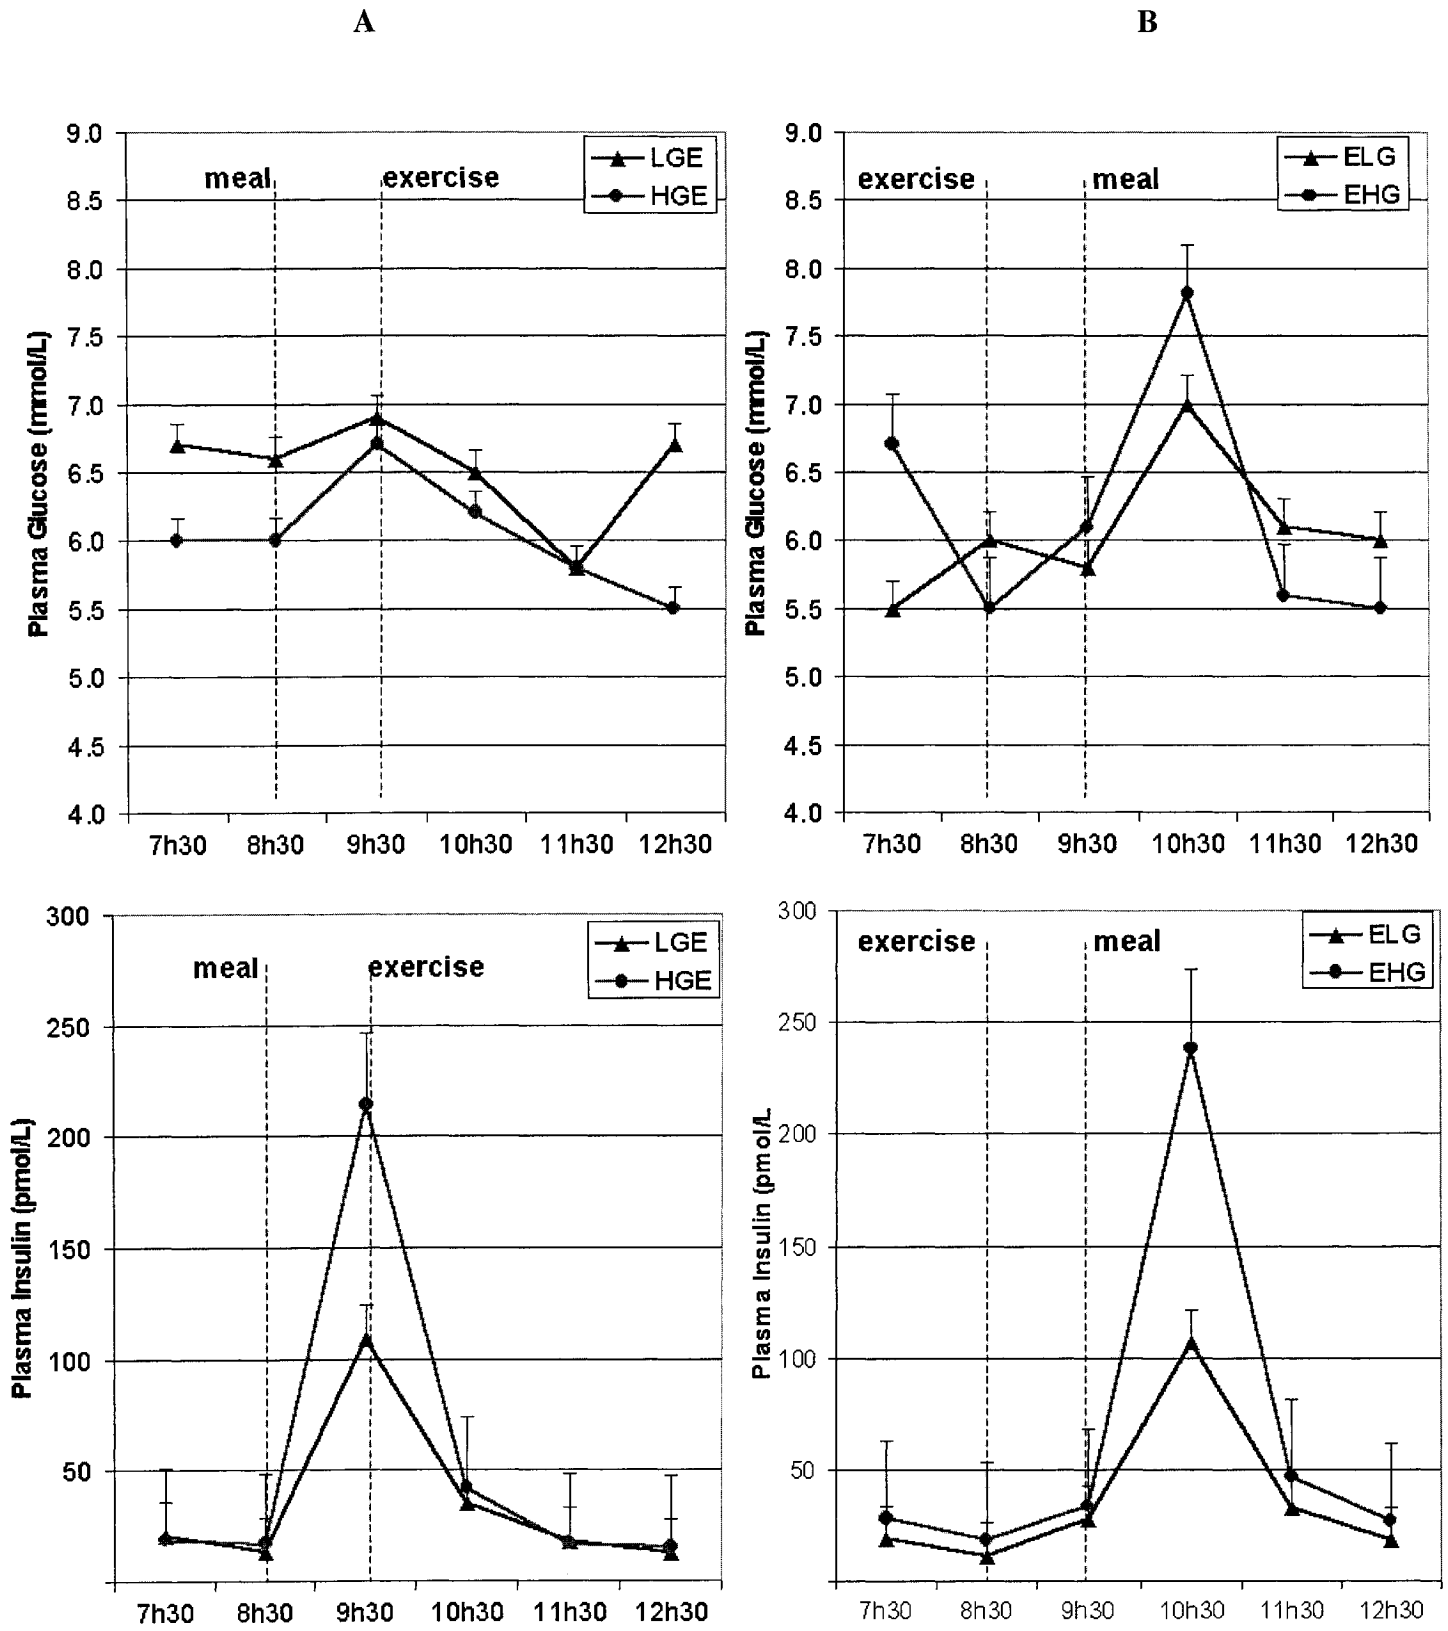 A
B
9.0
8.5
8.0
7.5
7.0
6.5
6.0
5.5
5.0
4.5
4.0
Plasma Glucose (mmol/L)
meal
exercise
LGE
HGE
7h30 8h30 9h30 10h30 11h30 12h30
9.0
8.5
8.0
7.5
7.0
6.5
6.0
5.5
5.0
4.5
4.0
Plasma Glucose (mmol/L)
exercise
meal
ELG
EHG
7h30 8h30 9h30 10h30 11h30 12h30
300
250
200
150
100
50
Plasma Insulin (pmol/L)
meal
exercise
LGE
HGE
7h30 8h30 9h30 10h30 11h30 12h30
300
250
200
150
100
50
Plasma Insulin (pmol/L
exercise
meal
ELG
EHG
7h30 8h30 9h30 10h30 11h30 12h30